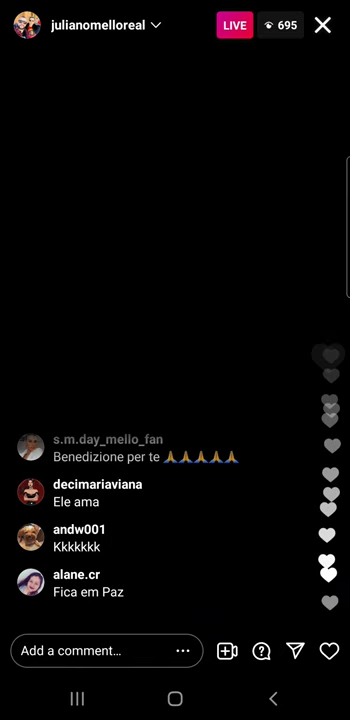 julianomelloreal
LIVE
695
s.m.day_mello_fan
Benedizione per te 🙏🙏🙏🙏🙏
decimariaviana
Ele ama
andw001
Kkkkkkk
alane.cr
Fica em Paz
Add a comment...